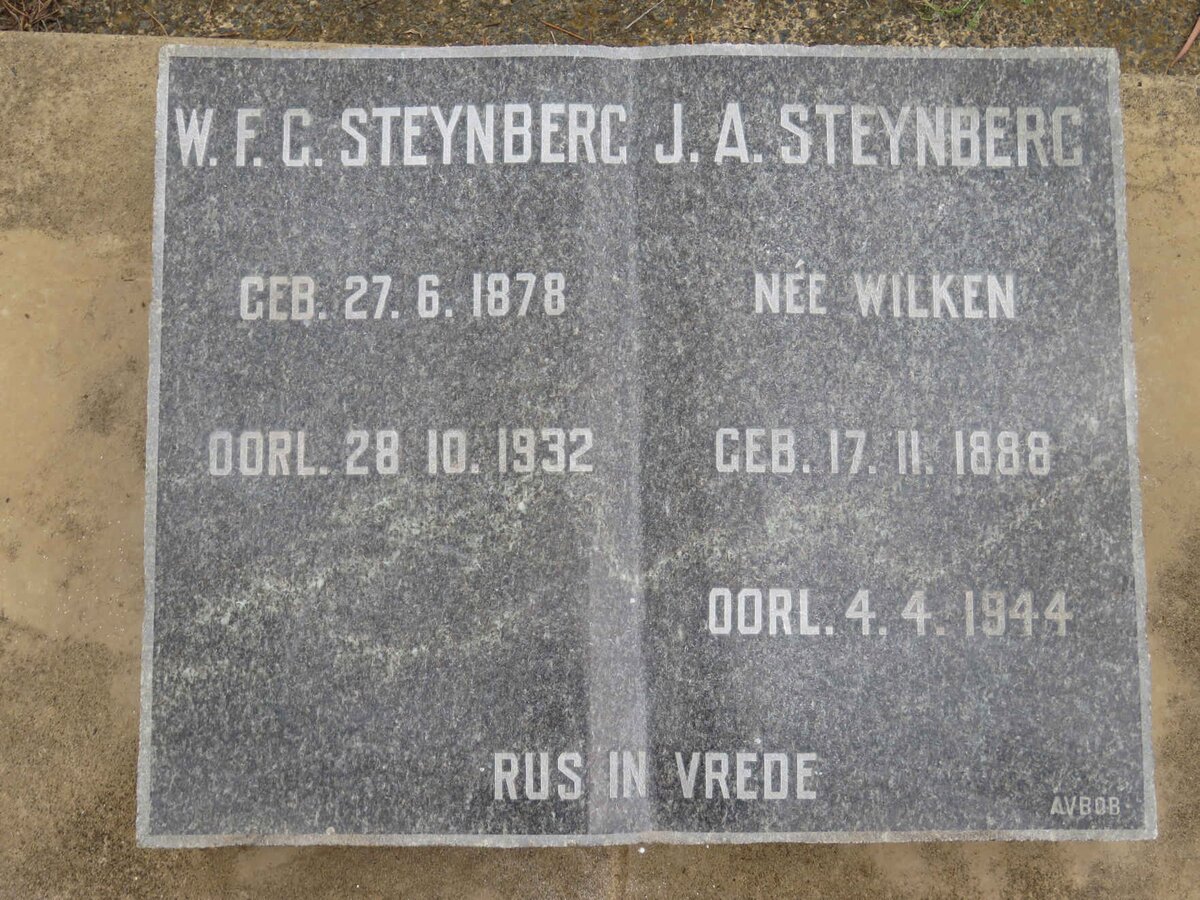 W. F. G. STEYNBERG
GEB. 27. 6. 1878
OORL. 28 10. 1932
J. A. STEYNBERG
NÉE WILKEN
GEB. 17. 11. 1888
OORL. 4. 4. 1944
RUS IN VREDE
AVBOB